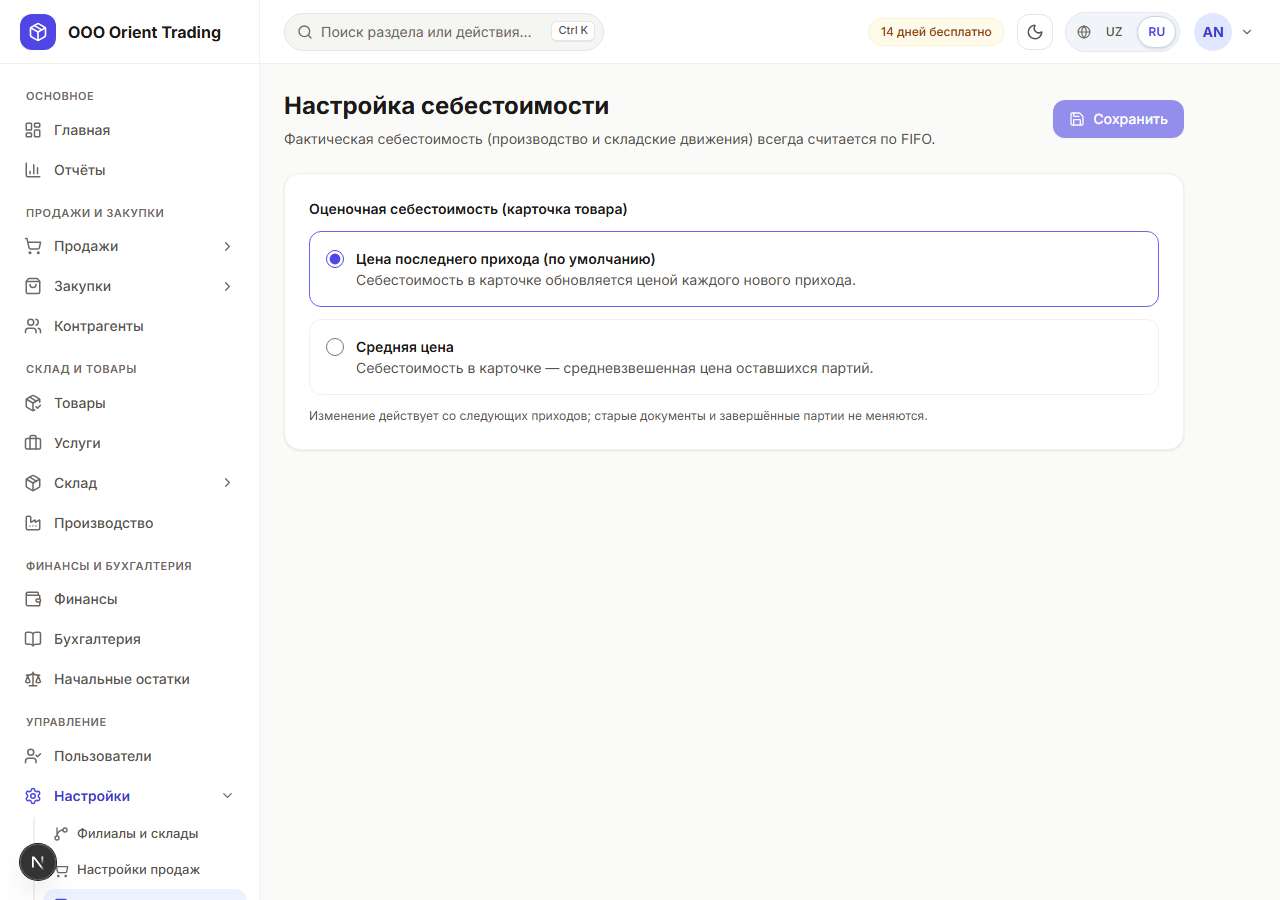 ООО Orient Trading
Поиск раздела или действия...
Ctrl K
14 дней бесплатно
UZ
RU
AN
ОСНОВНОЕ
Главная
Отчёты
ПРОДАЖИ И ЗАКУПКИ
Продажи
Закупки
Контрагенты
СКЛАД И ТОВАРЫ
Товары
Услуги
Склад
Производство
ФИНАНСЫ И БУХГАЛТЕРИЯ
Финансы
Бухгалтерия
Начальные остатки
УПРАВЛЕНИЕ
Пользователи
Настройки
Филиалы и склады
Настройки продаж
N
Настройка себестоимости
Фактическая себестоимость (производство и складские движения) всегда считается по FIFO.
Сохранить
Оценочная себестоимость (карточка товара)
Цена последнего прихода (по умолчанию)
Себестоимость в карточке обновляется ценой каждого нового прихода.
Средняя цена
Себестоимость в карточке — средневзвешенная цена оставшихся партий.
Изменение действует со следующих приходов; старые документы и завершённые партии не меняются.